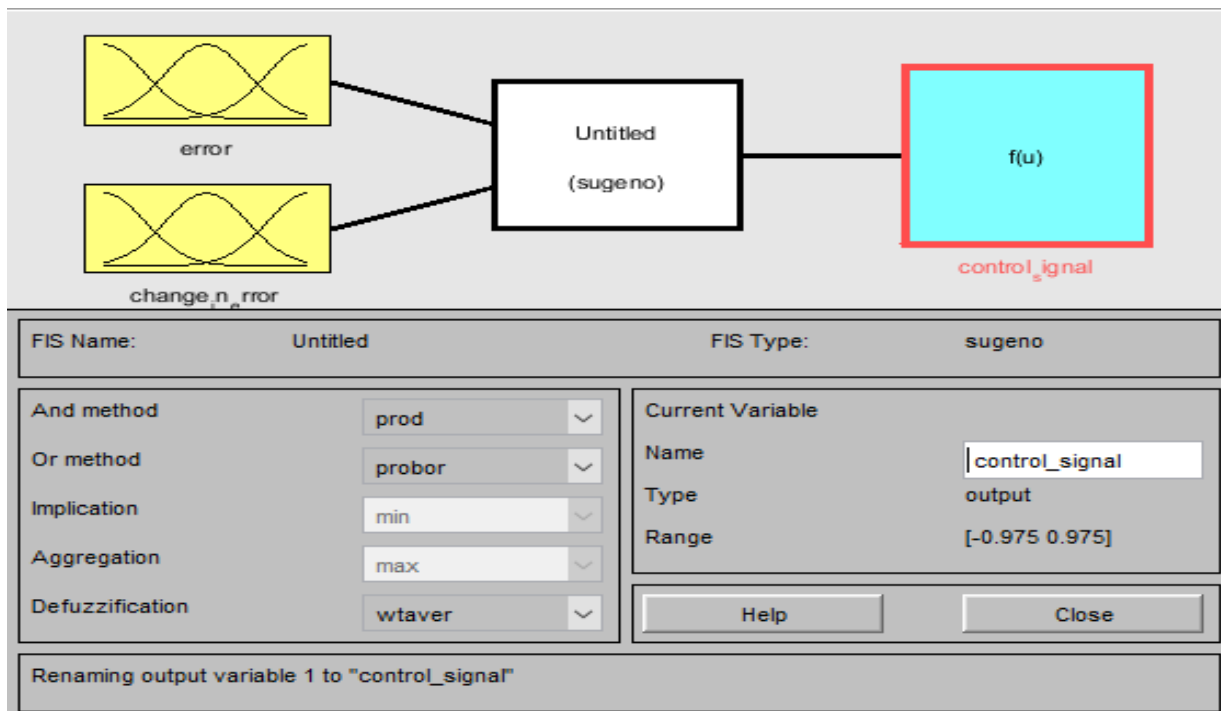 error
Untitled
(sugeno)
f(u)
control_signal
change_in_error
FIS Name: Untitled FIS Type: sugeno
And method prod
Or method probor
Implication min
Aggregation max
Defuzzification wtaver
Current Variable
Name control_signal
Type output
Range [-0.975 0.975]
Help Close
Renaming output variable 1 to "control_signal"